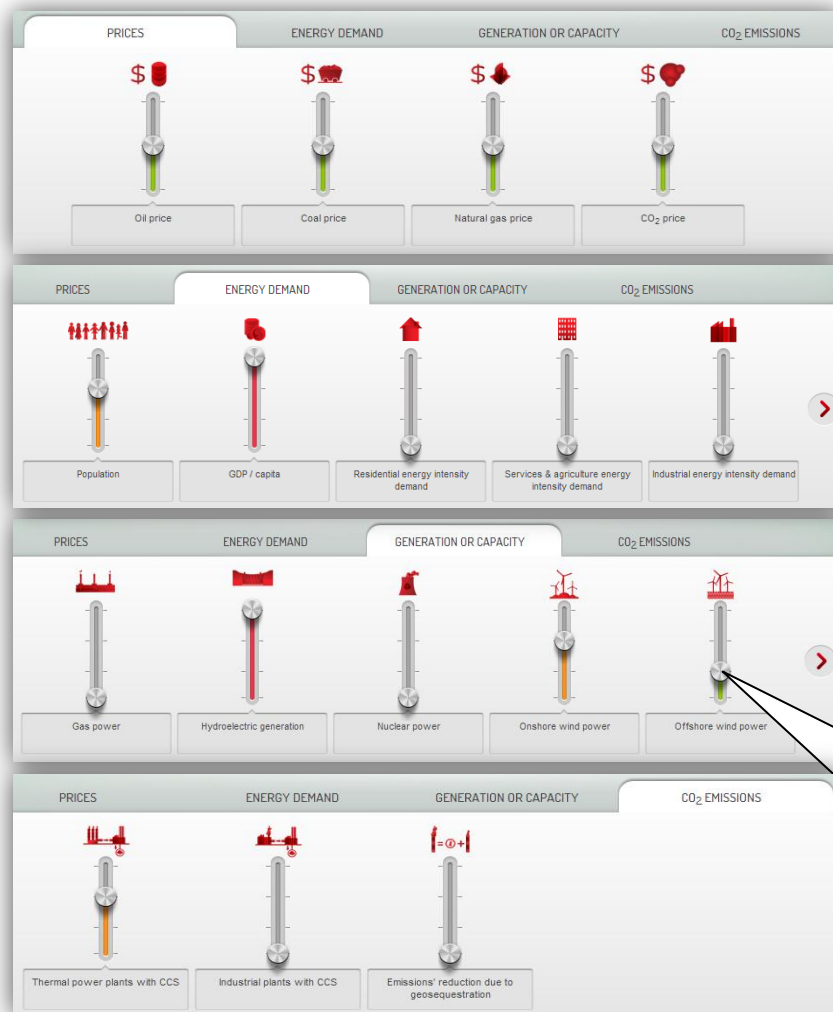 PRICES ENERGY DEMAND GENERATION OR CAPACITY CO2 EMISSIONS
$ $ $ $
Oil price Coal price Natural gas price CO2 price
PRICES ENERGY DEMAND GENERATION OR CAPACITY CO2 EMISSIONS
Population GDP / capita Residential energy intensity Services & agriculture energy Industrial energy intensity demand
demand intensity demand
PRICES ENERGY DEMAND GENERATION OR CAPACITY CO2 EMISSIONS
Gas power Hydroelectric generation Nuclear power Onshore wind power Offshore wind power
PRICES ENERGY DEMAND GENERATION OR CAPACITY CO2 EMISSIONS
Thermal power plants with CCS Industrial plants with CCS Emissions' reduction due to
geosequestration